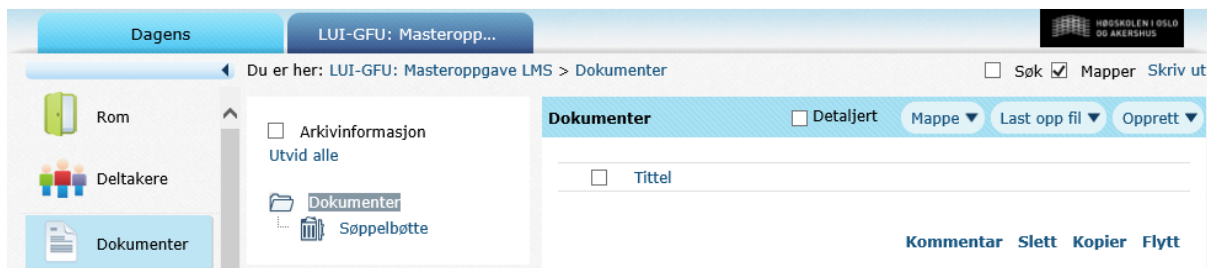 Dagens
LUI-GFU: Masteropp...
HØGSKOLEN I OSLO
OG AKERSHUS
Du er her: LUI-GFU: Masteroppgave LMS > Dokumenter
Søk
Mapper
Skriv ut
Rom
Deltakere
Dokumenter
Arkivinformasjon
Utvid alle
Dokumenter
Søppelbøtte
Dokumenter
Detaljert
Mappe ▼
Last opp fil ▼
Opprett ▼
Tittel
Kommentar Slett Kopier Flytt